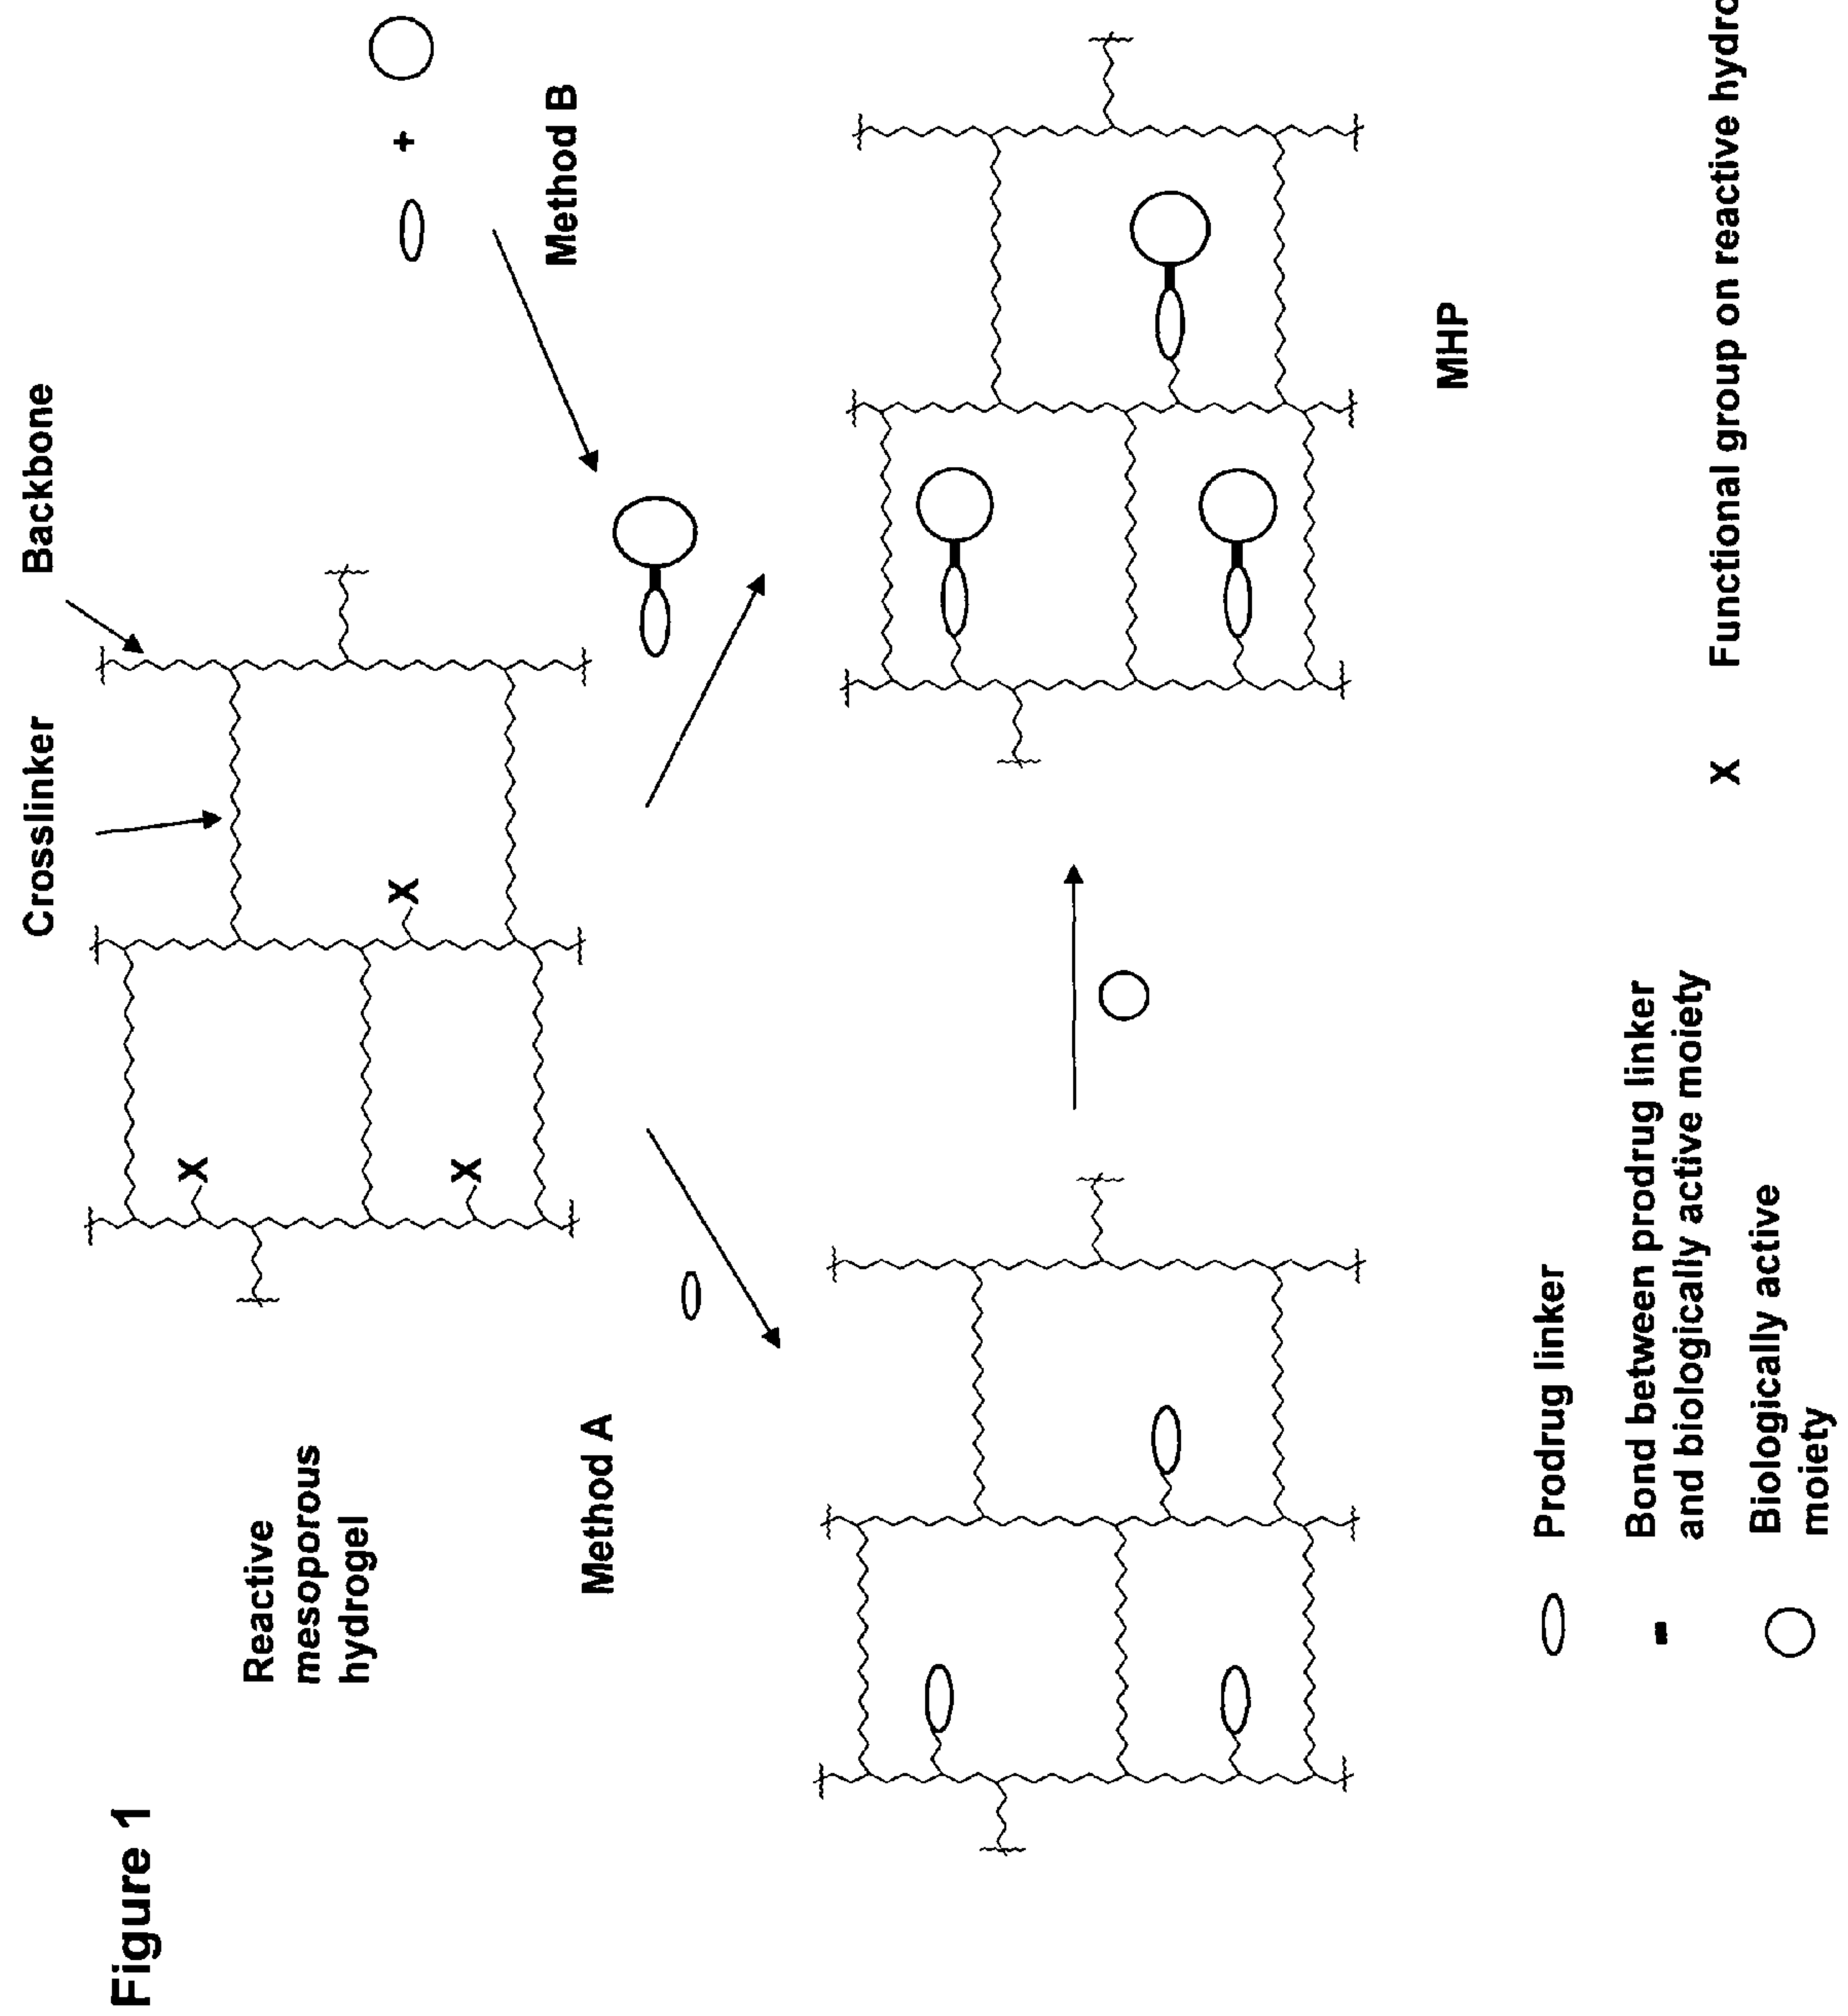 Figure 1
Crosslinker
Backbone
Reactive
mesoporous
hydrogel
X
X
X
+
Method A
Method B
MHP
Prodrug linker
Bond between prodrug linker
and biologically active moiety
Biologically active
moiety
X Functional group on reactive